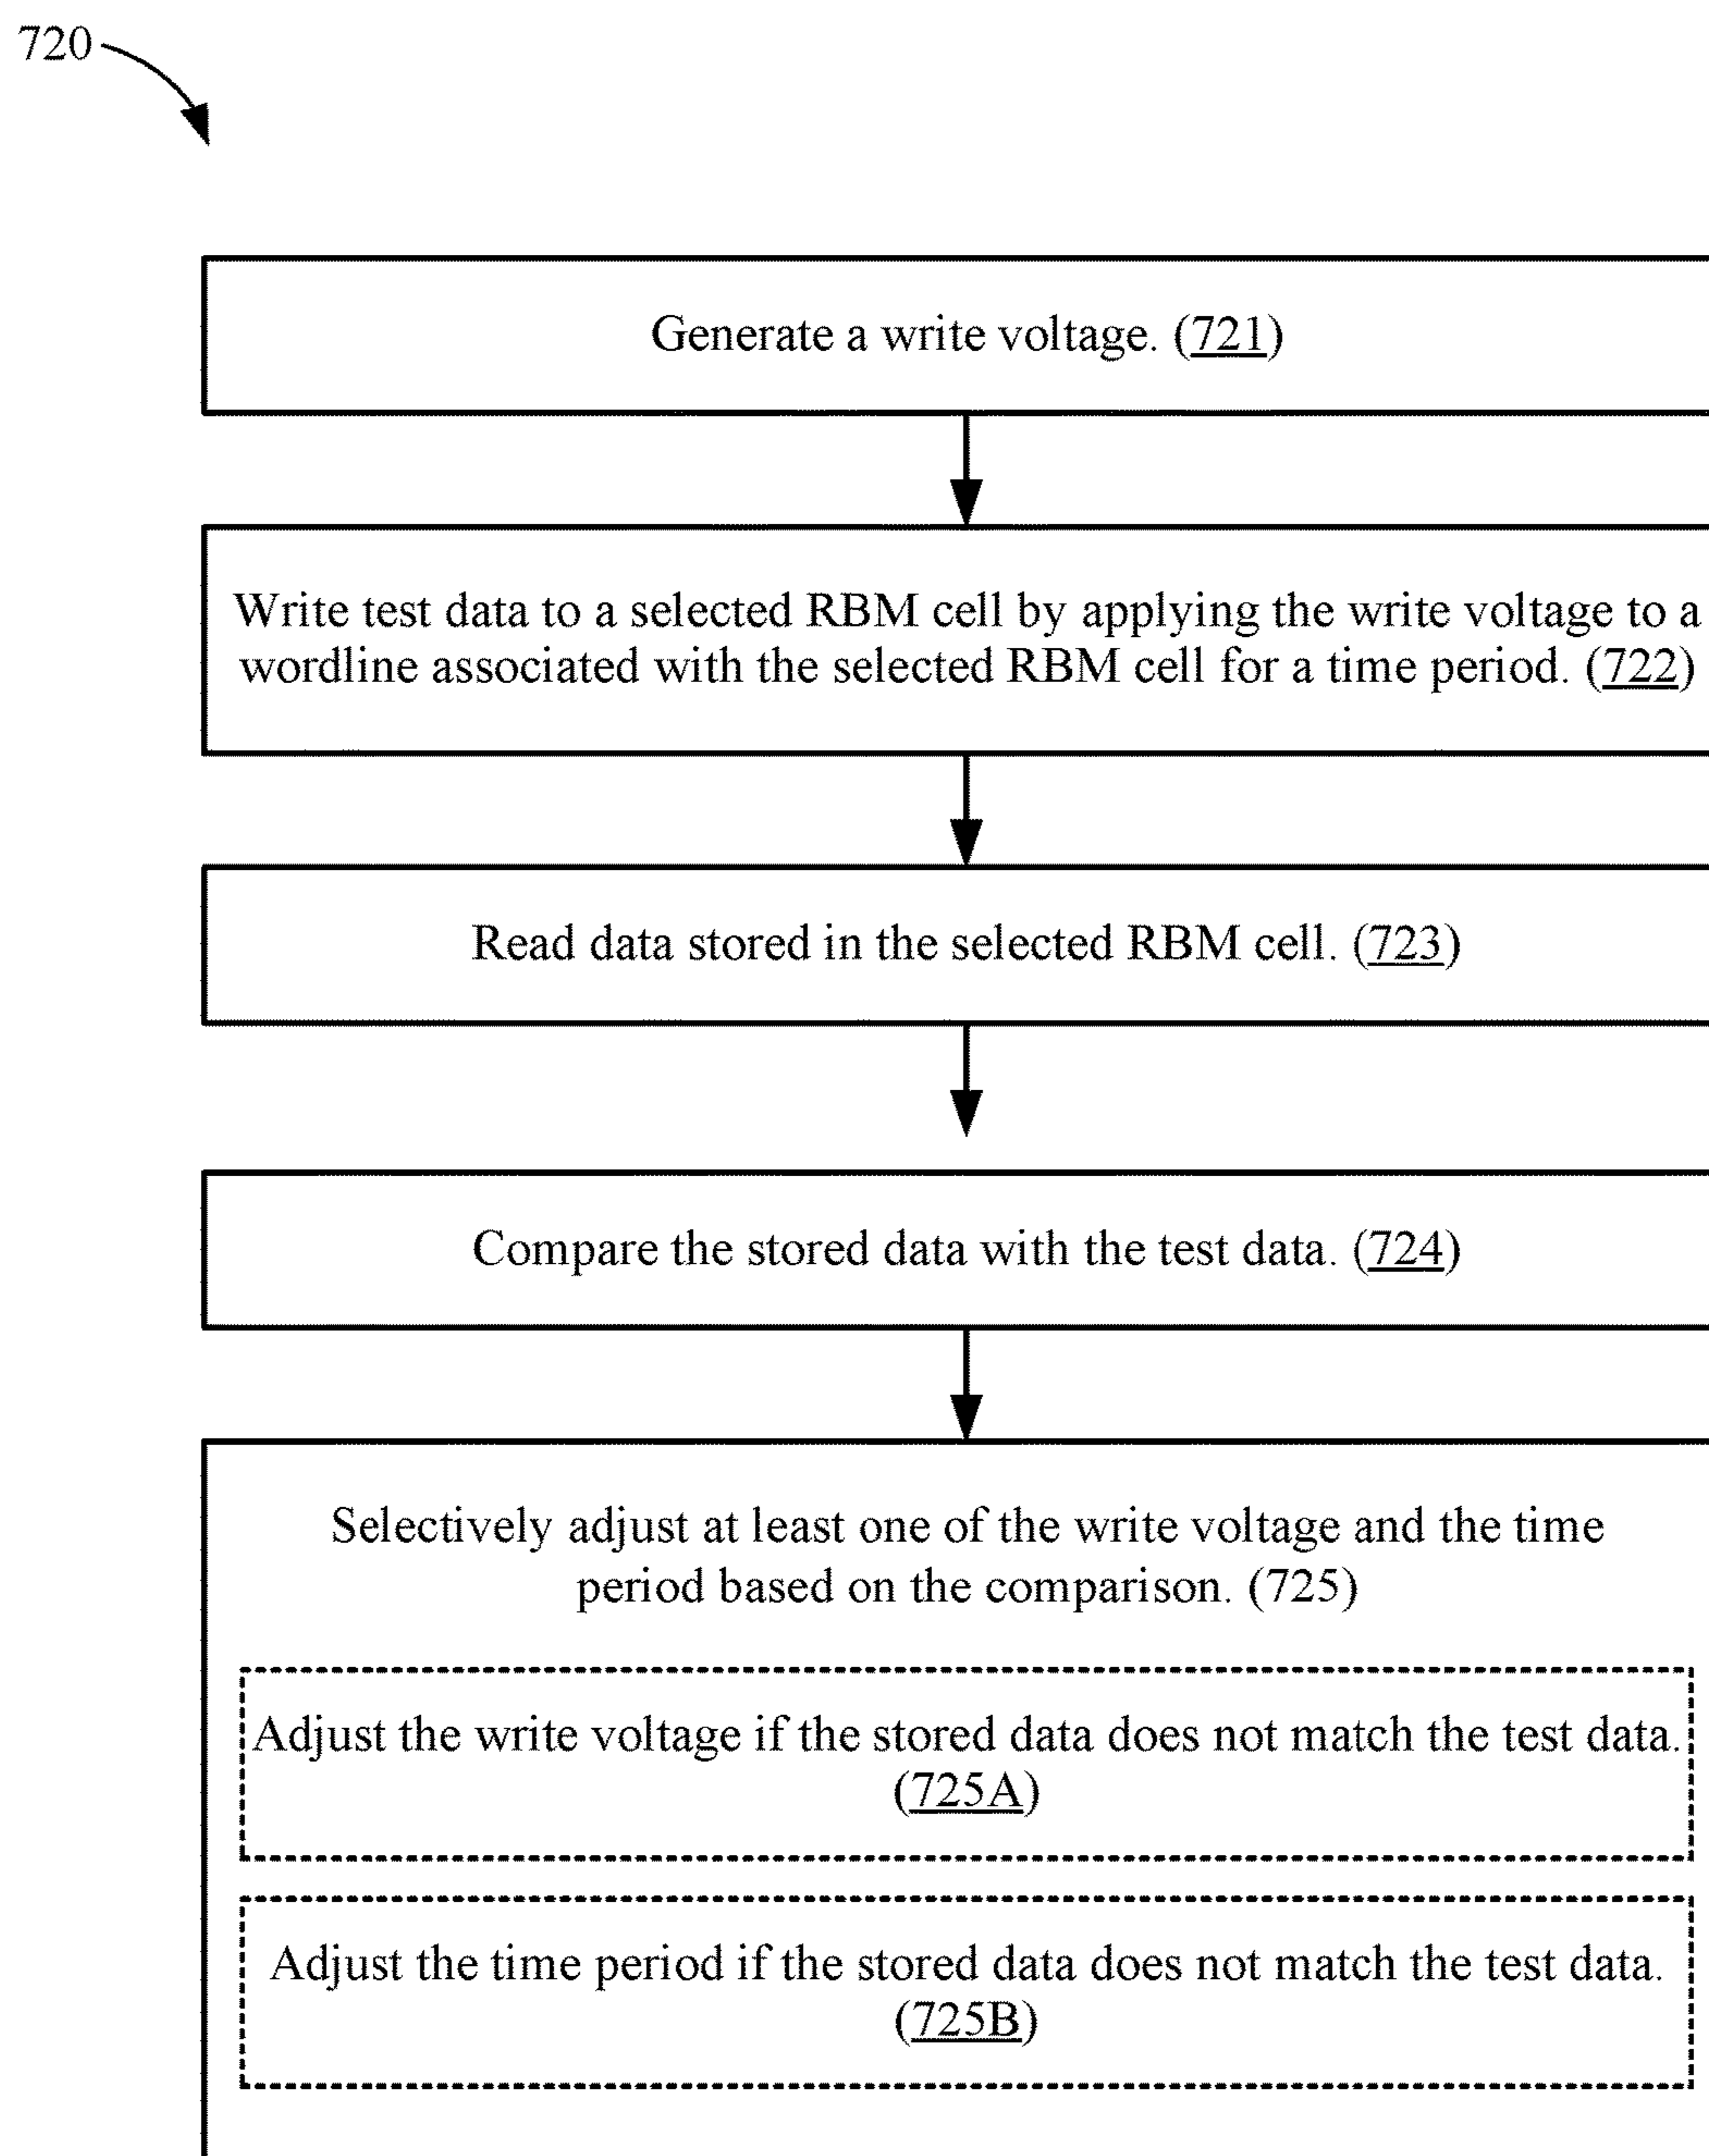 720
Generate a write voltage. (721)
Write test data to a selected RBM cell by applying the write voltage to a
wordline associated with the selected RBM cell for a time period. (722)
Read data stored in the selected RBM cell. (723)
Compare the stored data with the test data. (724)
Selectively adjust at least one of the write voltage and the time
period based on the comparison. (725)
Adjust the write voltage if the stored data does not match the test data.
(725A)
Adjust the time period if the stored data does not match the test data.
(725B)